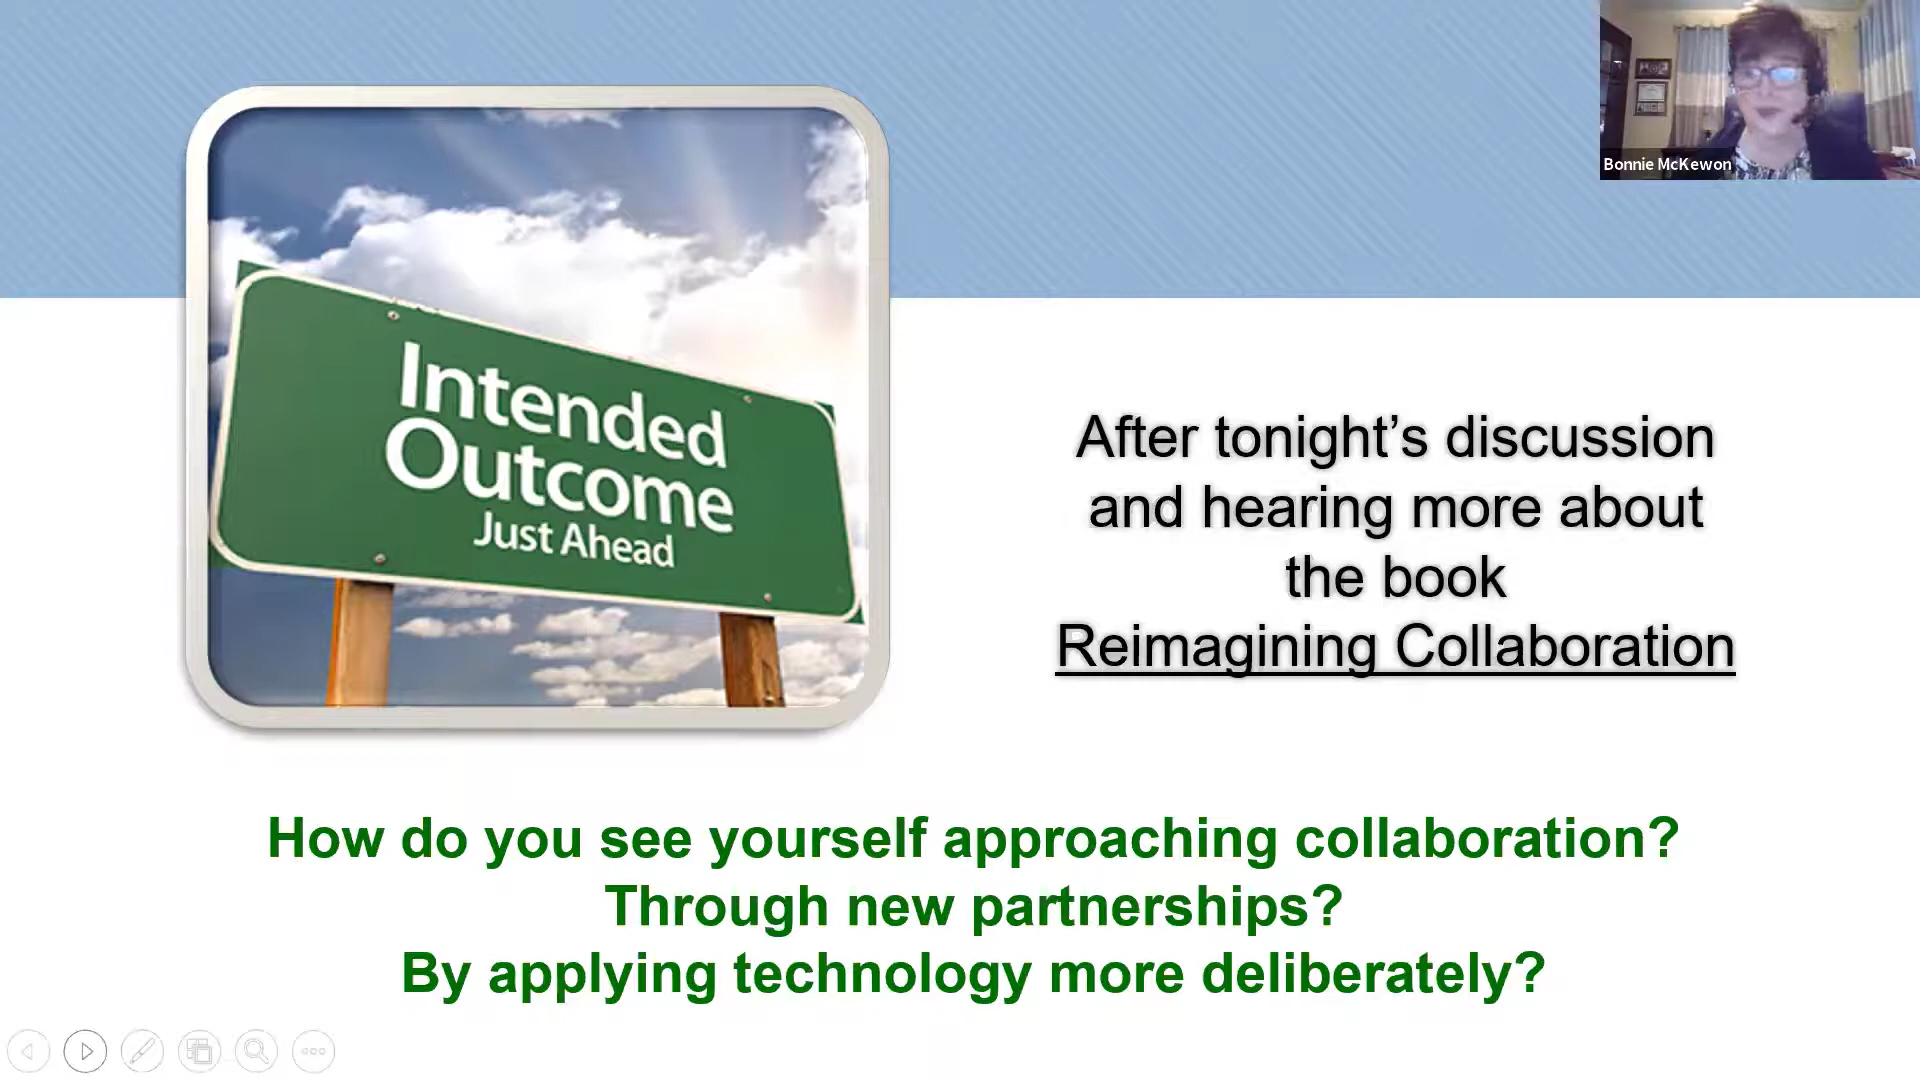 Bonnie McKewon
Intended
Outcome
Just Ahead
After tonight’s discussion
and hearing more about
the book
Reimagining Collaboration
How do you see yourself approaching collaboration?
Through new partnerships?
By applying technology more deliberately?